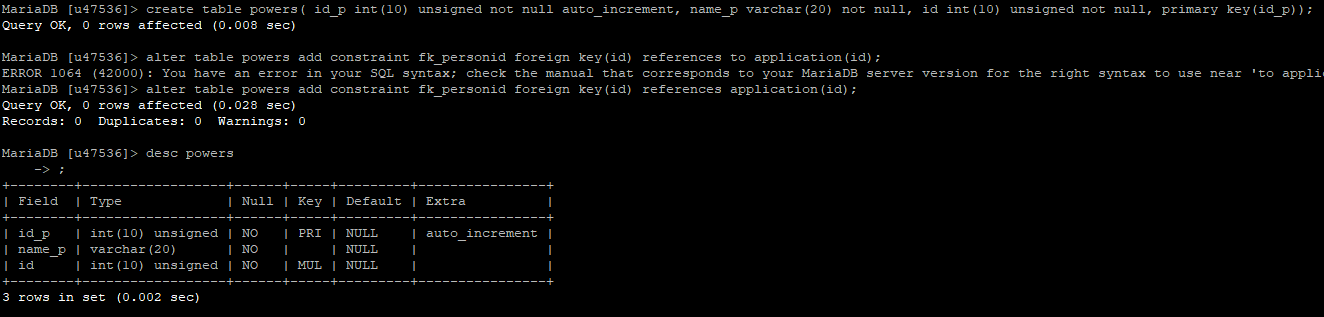 MariaDB [u47536]> create table powers( id_p int(10) unsigned not null auto_increment, name_p varchar(20) not null, id int(10) unsigned not null, primary key(id_p));
Query OK, 0 rows affected (0.008 sec)
MariaDB [u47536]> alter table powers add constraint fk_personid foreign key(id) references to application(id);
ERROR 1064 (42000): You have an error in your SQL syntax; check the manual that corresponds to your MariaDB server version for the right syntax to use near 'to appli
MariaDB [u47536]> alter table powers add constraint fk_personid foreign key(id) references application(id);
Query OK, 0 rows affected (0.028 sec)
Records: 0  Duplicates: 0  Warnings: 0
MariaDB [u47536]> desc powers
    -> ;
+--------+------------------+------+-----+---------+----------------+
| Field  | Type             | Null | Key | Default | Extra          |
+--------+------------------+------+-----+---------+----------------+
| id_p   | int(10) unsigned | NO   | PRI | NULL    | auto_increment |
| name_p | varchar(20)      | NO   |     | NULL    |                |
| id     | int(10) unsigned | NO   | MUL | NULL    |                |
+--------+------------------+------+-----+---------+----------------+
3 rows in set (0.002 sec)